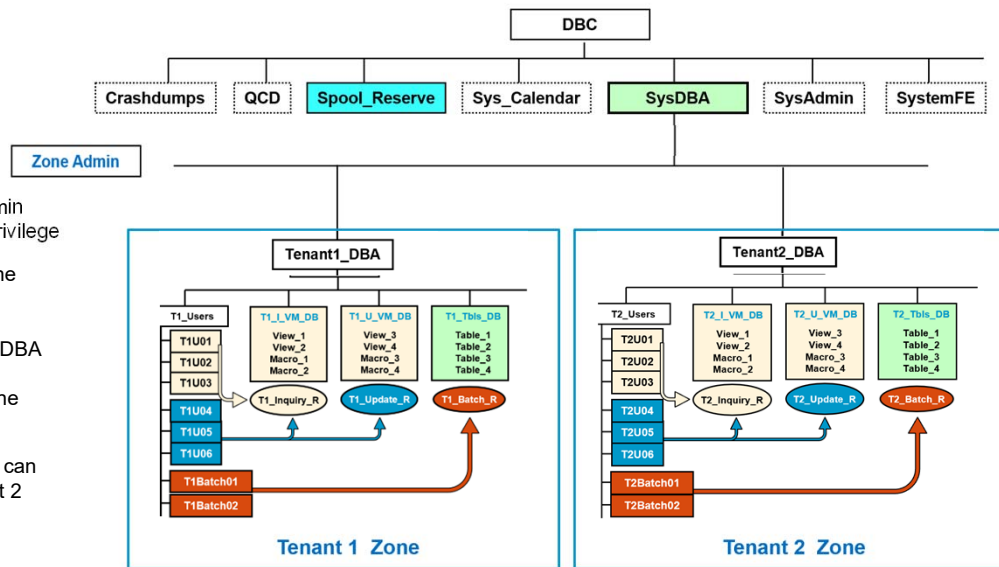 DBC
Crashdumps
QCD
Spool_Reserve
Sys_Calendar
SysDBA
SysAdmin
SystemFE
Zone Admin
min
rivilege
ne
DBA
ne
can
t 2
Tenant1_DBA
T1_Users
T1_I_VM_DB
T1_U_VM_DB
T1_Tbls_DB
T1U01
T1U02
T1U03
T1U04
T1U05
T1U06
T1Batch01
T1Batch02
View_1
View_2
Macro_1
Macro_2
View_3
View_4
Macro_3
Macro_4
Table_1
Table_2
Table_3
Table_4
T1_Inquiry_R
T1_Update_R
T1_Batch_R
Tenant 1 Zone
Tenant2_DBA
T2_Users
T2_I_VM_DB
T2_U_VM_DB
T2_Tbls_DB
T2U01
T2U02
T2U03
T2U04
T2U05
T2U06
T2Batch01
T2Batch02
View_1
View_2
Macro_1
Macro_2
View_3
View_4
Macro_3
Macro_4
Table_1
Table_2
Table_3
Table_4
T2_Inquiry_R
T2_Update_R
T2_Batch_R
Tenant 2 Zone